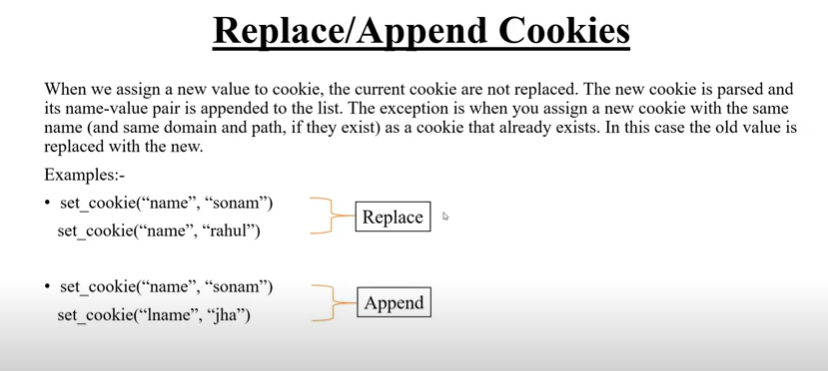 Replace/Append Cookies
When we assign a new value to cookie, the current cookie are not replaced. The new cookie is parsed and
its name-value pair is appended to the list. The exception is when you assign a new cookie with the same
name (and same domain and path, if they exist) as a cookie that already exists. In this case the old value is
replaced with the new.
Examples:-
• set_cookie(“name”, “sonam”)
set_cookie(“name”, “rahul”)
Replace
• set_cookie(“name”, “sonam”)
set_cookie(“lname”, “jha”)
Append